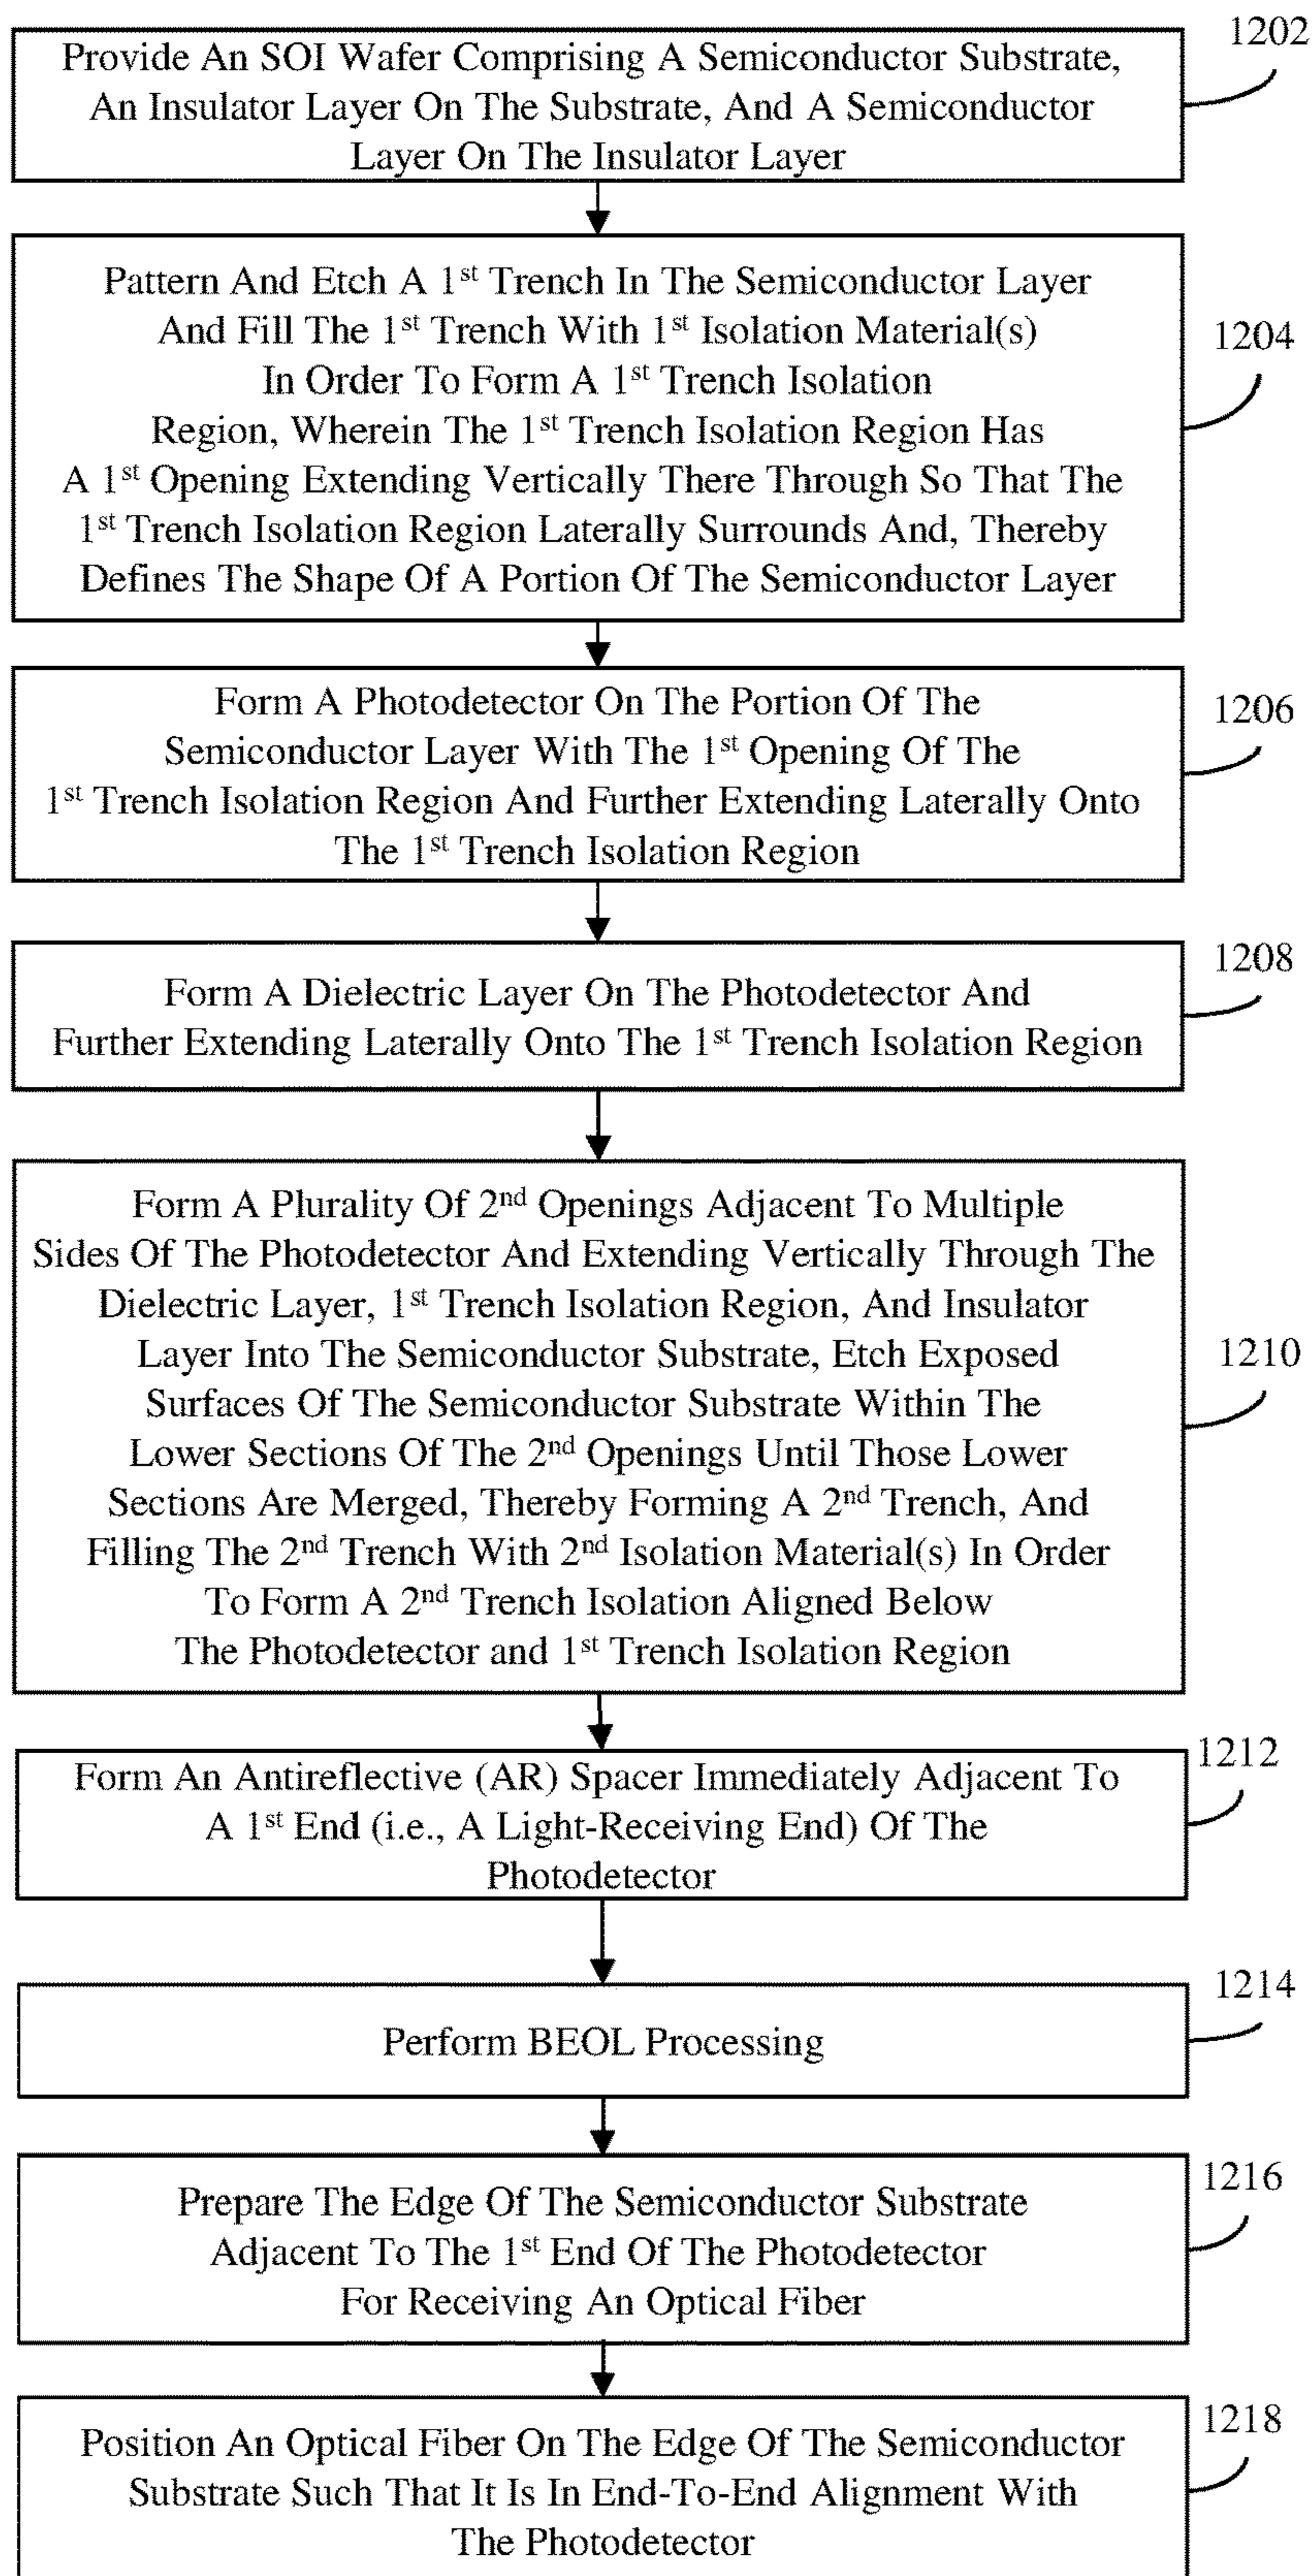 1202
Provide An SOI Wafer Comprising A Semiconductor Substrate,
An Insulator Layer On The Substrate, And A Semiconductor
Layer On The Insulator Layer
1204
Pattern And Etch A 1st Trench In The Semiconductor Layer
And Fill The 1st Trench With 1st Isolation Material(s)
In Order To Form A 1st Trench Isolation
Region, Wherein The 1st Trench Isolation Region Has
A 1st Opening Extending Vertically There Through So That The
1st Trench Isolation Region Laterally Surrounds And, Thereby
Defines The Shape Of A Portion Of The Semiconductor Layer
1206
Form A Photodetector On The Portion Of The
Semiconductor Layer With The 1st Opening Of The
1st Trench Isolation Region And Further Extending Laterally Onto
The 1st Trench Isolation Region
1208
Form A Dielectric Layer On The Photodetector And
Further Extending Laterally Onto The 1st Trench Isolation Region
1210
Form A Plurality Of 2nd Openings Adjacent To Multiple
Sides Of The Photodetector And Extending Vertically Through The
Dielectric Layer, 1st Trench Isolation Region, And Insulator
Layer Into The Semiconductor Substrate, Etch Exposed
Surfaces Of The Semiconductor Substrate Within The
Lower Sections Of The 2nd Openings Until Those Lower
Sections Are Merged, Thereby Forming A 2nd Trench, And
Filling The 2nd Trench With 2nd Isolation Material(s) In Order
To Form A 2nd Trench Isolation Aligned Below
The Photodetector and 1st Trench Isolation Region
1212
Form An Antireflective (AR) Spacer Immediately Adjacent To
A 1st End (i.e., A Light-Receiving End) Of The
Photodetector
1214
Perform BEOL Processing
1216
Prepare The Edge Of The Semiconductor Substrate
Adjacent To The 1st End Of The Photodetector
For Receiving An Optical Fiber
1218
Position An Optical Fiber On The Edge Of The Semiconductor
Substrate Such That It Is In End-To-End Alignment With
The Photodetector